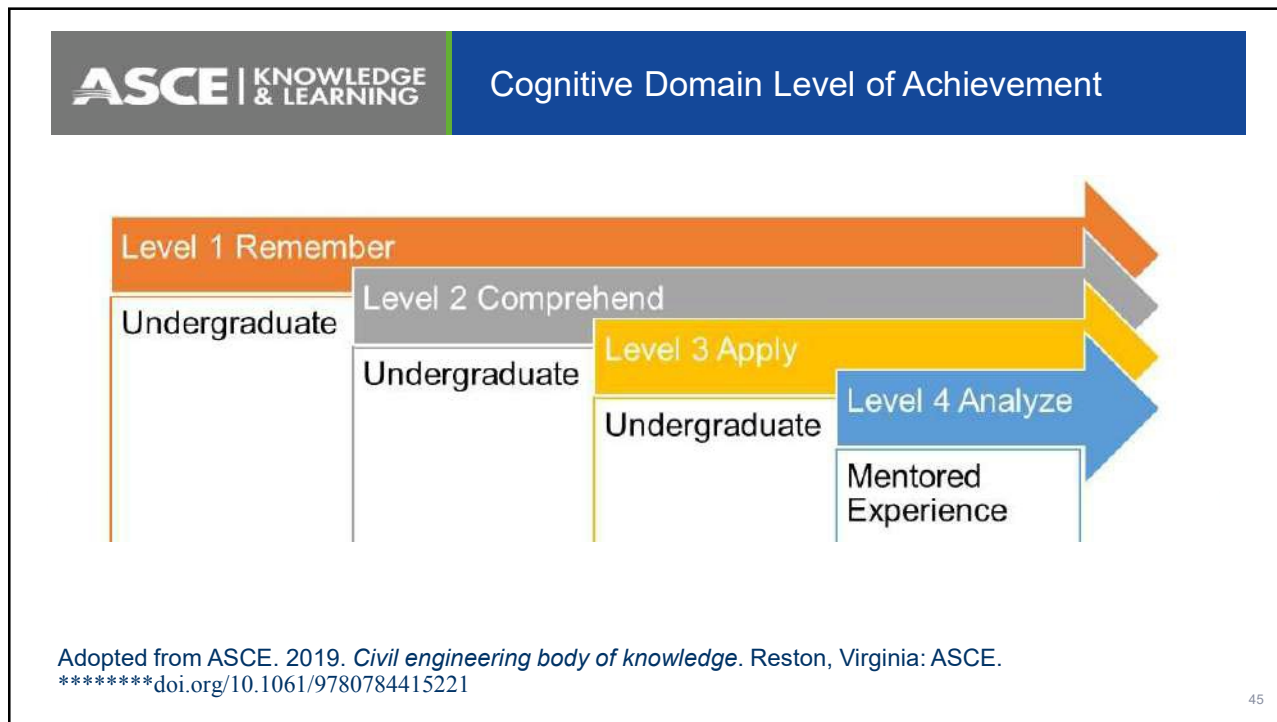 ASCE | KNOWLEDGE
& LEARNING
Cognitive Domain Level of Achievement
Level 1 Remember
Undergraduate
Level 2 Comprehend
Undergraduate
Level 3 Apply
Undergraduate
Level 4 Analyze
Mentored
Experience
Adopted from ASCE. 2019. Civil engineering body of knowledge. Reston, Virginia: ASCE.
********doi.org/10.1061/9780784415221
45